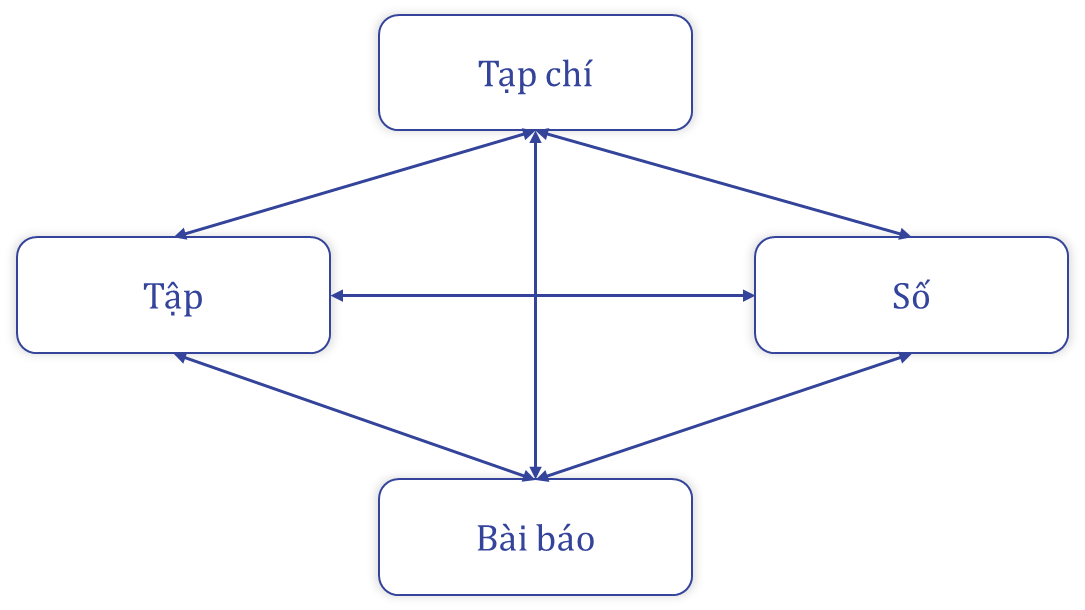 Tạp chí
Tập
Số
Bài báo